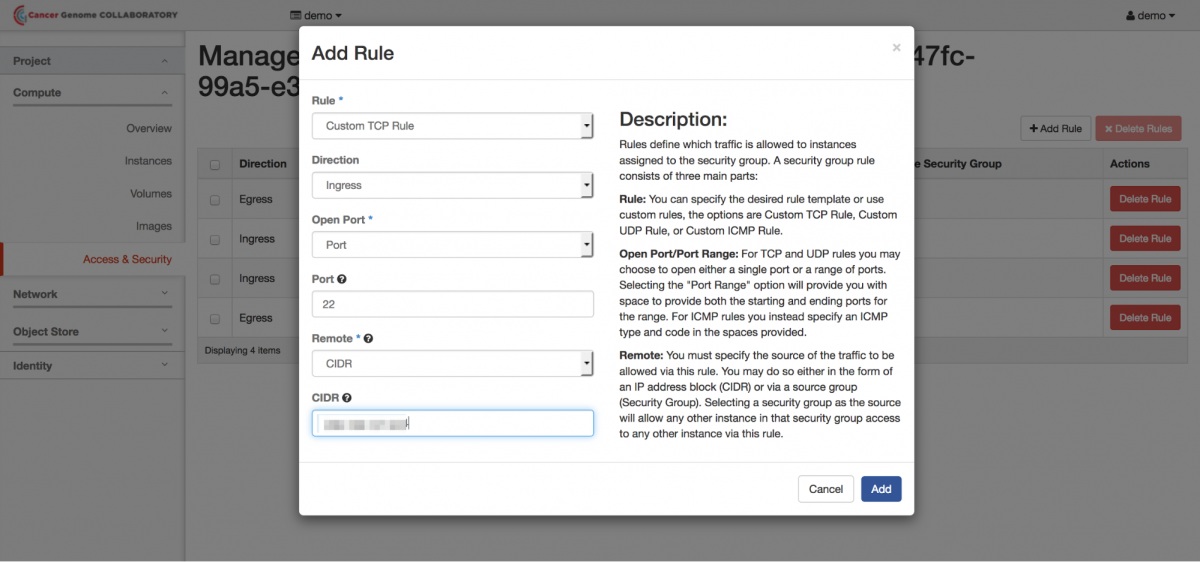 Cancer Genome COLLABORATORY
demo
demo
Project
Compute
Overview
Instances
Volumes
Images
Access & Security
Network
Object Store
Identity
Manage
47fc-
99a5-e3
+ Add Rule
× Delete Rules
Direction
e Security Group
Actions
Egress
Delete Rule
Ingress
Delete Rule
Ingress
Delete Rule
Egress
Delete Rule
Displaying 4 items
Add Rule
×
Rule *
Custom TCP Rule
Direction
Ingress
Open Port *
Port
Port ?
22
Remote * ?
CIDR
CIDR ?
Description:
Rules define which traffic is allowed to instances
assigned to the security group. A security group rule
consists of three main parts:
Rule: You can specify the desired rule template or use
custom rules, the options are Custom TCP Rule, Custom
UDP Rule, or Custom ICMP Rule.
Open Port/Port Range: For TCP and UDP rules you may
choose to open either a single port or a range of ports.
Selecting the "Port Range" option will provide you with
space to provide both the starting and ending ports for
the range. For ICMP rules you instead specify an ICMP
type and code in the spaces provided.
Remote: You must specify the source of the traffic to be
allowed via this rule. You may do so either in the form of
an IP address block (CIDR) or via a source group
(Security Group). Selecting a security group as the source
will allow any other instance in that security group access
to any other instance via this rule.
Cancel
Add